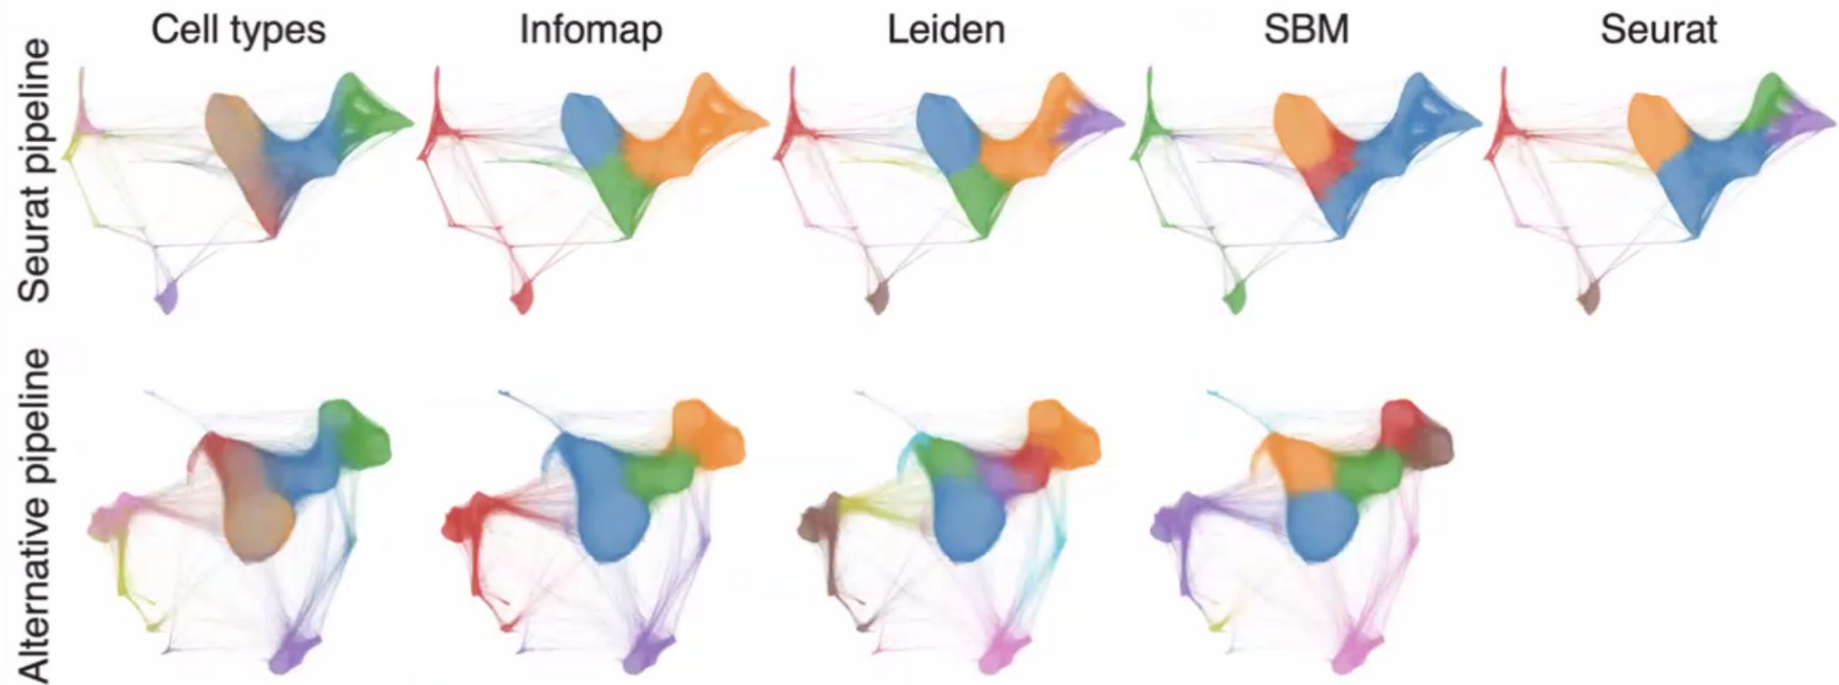 Cell types
Infomap
Leiden
SBM
Seurat
Seurat pipeline
Alternative pipeline